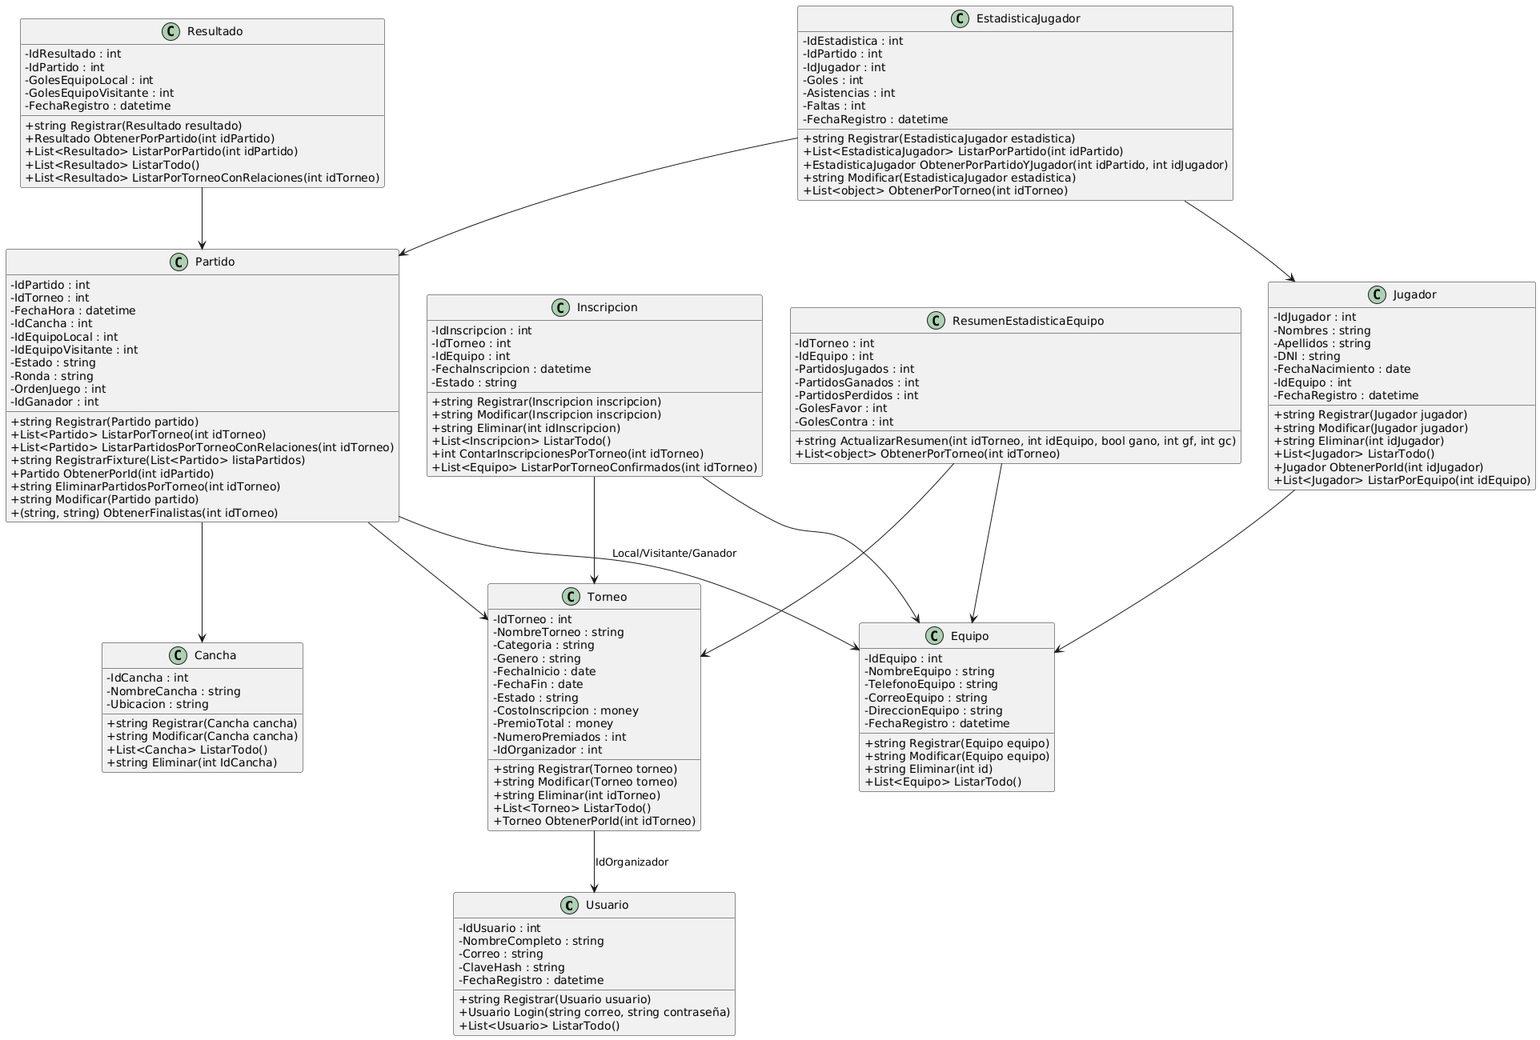 Resultado
-IdResultado : int
-IdPartido : int
-GolesEquipoLocal : int
-GolesEquipoVisitante : int
-FechaRegistro : datetime
+string Registrar(Resultado resultado)
+Resultado ObtenerPorPartido(int idPartido)
+List<Resultado> ListarPorPartido(int idPartido)
+List<Resultado> ListarTodo()
+List<Resultado> ListarPorTorneoConRelaciones(int idTorneo)
EstadisticaJugador
-IdEstadistica : int
-IdPartido : int
-IdJugador : int
-Goles : int
-Asistencias : int
-Faltas : int
-FechaRegistro : datetime
+string Registrar(EstadisticaJugador estadistica)
+List<EstadisticaJugador> ListarPorPartido(int idPartido)
+EstadisticaJugador ObtenerPorPartidoYJugador(int idPartido, int idJugador)
+string Modificar(EstadisticaJugador estadistica)
+List<object> ObtenerPorTorneo(int idTorneo)
Partido
-IdPartido : int
-IdTorneo : int
-FechaHora : datetime
-IdCancha : int
-IdEquipoLocal : int
-IdEquipoVisitante : int
-Estado : string
-Ronda : string
-OrdenJuego : int
-IdGanador : int
+string Registrar(Partido partido)
+List<Partido> ListarPorTorneo(int idTorneo)
+List<Partido> ListarPartidosPorTorneoConRelaciones(int idTorneo)
+string RegistrarFixture(List<Partido> listaPartidos)
+Partido ObtenerPorId(int idPartido)
+string EliminarPartidosPorTorneo(int idTorneo)
+string Modificar(Partido partido)
+(string, string) ObtenerFinalistas(int idTorneo)
Inscripcion
-IdInscripcion : int
-IdTorneo : int
-IdEquipo : int
-FechaInscripcion : datetime
-Estado : string
+string Registrar(Inscripcion inscripcion)
+string Modificar(Inscripcion inscripcion)
+string Eliminar(int idInscripcion)
+List<Inscripcion> ListarTodo()
+int ContarInscripcionesPorTorneo(int idTorneo)
+List<Equipo> ListarPorTorneoConfirmados(int idTorneo)
ResumenEstadisticaEquipo
-IdTorneo : int
-IdEquipo : int
-PartidosJugados : int
-PartidosGanados : int
-PartidosPerdidos : int
-GolesFavor : int
-GolesContra : int
+string ActualizarResumen(int idTorneo, int idEquipo, bool gano, int gf, int gc)
+List<object> ObtenerPorTorneo(int idTorneo)
Jugador
-IdJugador : int
-Nombres : string
-Apellidos : string
-DNI : string
-FechaNacimiento : date
-IdEquipo : int
-FechaRegistro : datetime
+string Registrar(Jugador jugador)
+string Modificar(Jugador jugador)
+string Eliminar(int idJugador)
+List<Jugador> ListarTodo()
+Jugador ObtenerPorId(int idJugador)
+List<Jugador> ListarPorEquipo(int idEquipo)
Local/Visitante/Ganador
Cancha
-IdCancha : int
-NombreCancha : string
-Ubicacion : string
+string Registrar(Cancha cancha)
+string Modificar(Cancha cancha)
+List<Cancha> ListarTodo()
+string Eliminar(int IdCancha)
Torneo
-IdTorneo : int
-NombreTorneo : string
-Categoria : string
-Genero : string
-FechaInicio : date
-FechaFin : date
-Estado : string
-CostoInscripcion : money
-PremioTotal : money
-NumeroPremiados : int
-IdOrganizador : int
+string Registrar(Torneo torneo)
+string Modificar(Torneo torneo)
+string Eliminar(int idTorneo)
+List<Torneo> ListarTodo()
+Torneo ObtenerPorId(int idTorneo)
Equipo
-IdEquipo : int
-NombreEquipo : string
-TelefonoEquipo : string
-CorreoEquipo : string
-DireccionEquipo : string
-FechaRegistro : datetime
+string Registrar(Equipo equipo)
+string Modificar(Equipo equipo)
+string Eliminar(int id)
+List<Equipo> ListarTodo()
IdOrganizador
Usuario
-IdUsuario : int
-NombreCompleto : string
-Correo : string
-ClaveHash : string
-FechaRegistro : datetime
+string Registrar(Usuario usuario)
+Usuario Login(string correo, string contraseña)
+List<Usuario> ListarTodo()